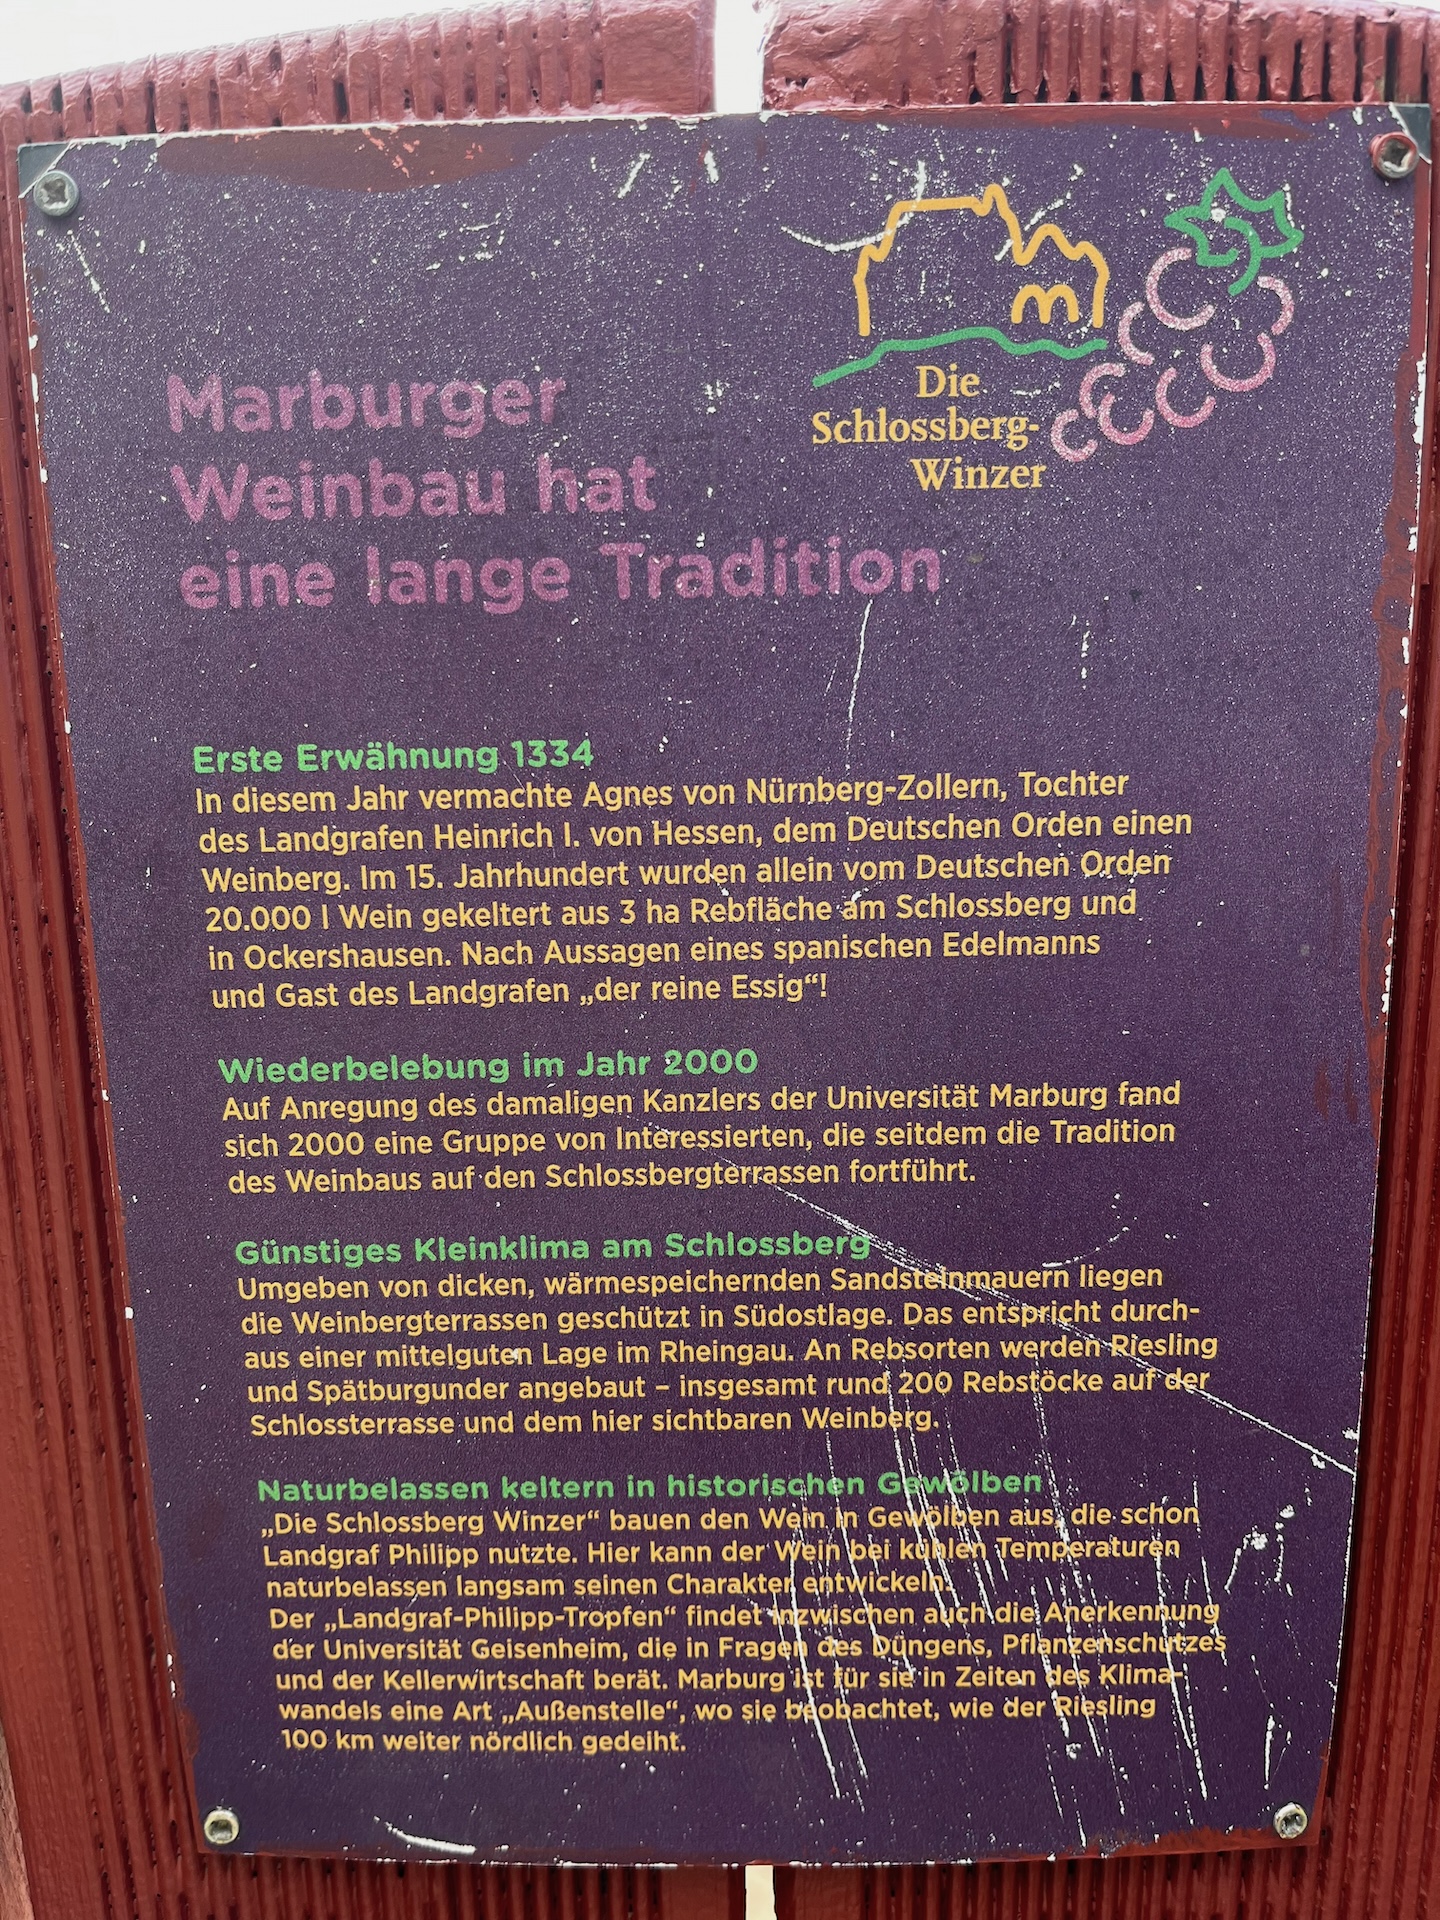 m
Die
Schlossberg-
Winzer
Marburger
Weinbau hat
eine lange Tradition
Erste Erwähnung 1334
In diesem Jahr vermachte Agnes von Nürnberg-Zollern, Tochter
des Landgrafen Heinrich I. von Hessen, dem Deutschen Orden einen
Weinberg. Im 15. Jahrhundert wurden allein vom Deutschen Orden
20.000 l Wein gekeltert aus 3 ha Rebfläche am Schlossberg und
in Ockershausen. Nach Aussagen eines spanischen Edelmanns
und Gast des Landgrafen „der reine Essig“!
Wiederbelebung im Jahr 2000
Auf Anregung des damaligen Kanzlers der Universität Marburg fand
sich 2000 eine Gruppe von Interessierten, die seitdem die Tradition
des Weinbaus auf den Schlossbergterrassen fortführt.
Günstiges Kleinklima am Schlossberg
Umgeben von dicken, wärmespeichernden Sandsteinmauern liegen
die Weinbergterrassen geschützt in Südostlage. Das entspricht durch-
aus einer mittelguten Lage im Rheingau. An Rebsorten werden Riesling
und Spätburgunder angebaut – insgesamt rund 200 Rebstöcke auf der
Schlossterrasse und dem hier sichtbaren Weinberg.
Naturbelassen keltern in historischen Gewölben
„Die Schlossberg Winzer“ bauen den Wein in Gewölben aus, die schon
Landgraf Philipp nutzte. Hier kann der Wein bei kühlen Temperaturen
naturbelassen langsam seinen Charakter entwickeln.
Der „Landgraf-Philipp-Tropfen“ findet inzwischen auch die Anerkennung
der Universität Geisenheim, die in Fragen des Düngens, Pflanzenschutzes
und der Kellerwirtschaft berät. Marburg ist für sie in Zeiten des Klima-
wandels eine Art „Außenstelle“, wo sie beobachtet, wie der Riesling
100 km weiter nördlich gedeiht.